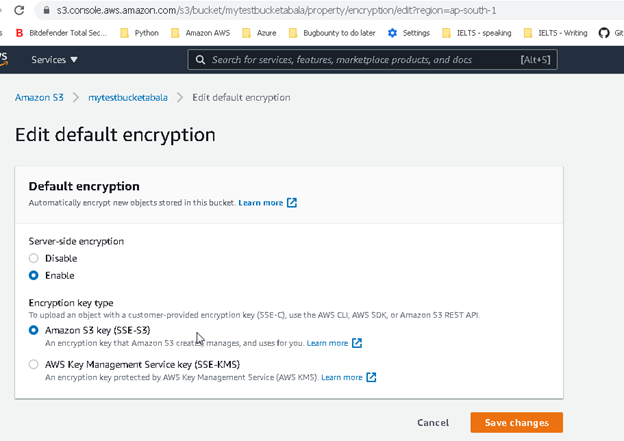 s3.console.aws.amazon.com/s3/bucket/mytestbucketabala/property/encryption/edit?region=ap-south-1
B Bitdefender Total Sec... Python Amazon AWS Azure Bugbounty to do later Settings IELTS - speaking IELTS - Writing Git
Services Search for services, features, marketplace products, and docs [Alt+S]
Amazon S3 > mytestbucketabala > Edit default encryption
Edit default encryption
Default encryption
Automatically encrypt new objects stored in this bucket. Learn more
Server-side encryption
Disable
Enable
Encryption key type
To upload an object with a customer-provided encryption key (SSE-C), use the AWS CLI, AWS SDK, or Amazon S3 REST API.
Amazon S3 key (SSE-S3)
An encryption key that Amazon S3 creates, manages, and uses for you. Learn more
AWS Key Management Service key (SSE-KMS)
An encryption key protected by AWS Key Management Service (AWS KMS). Learn more
Cancel Save changes